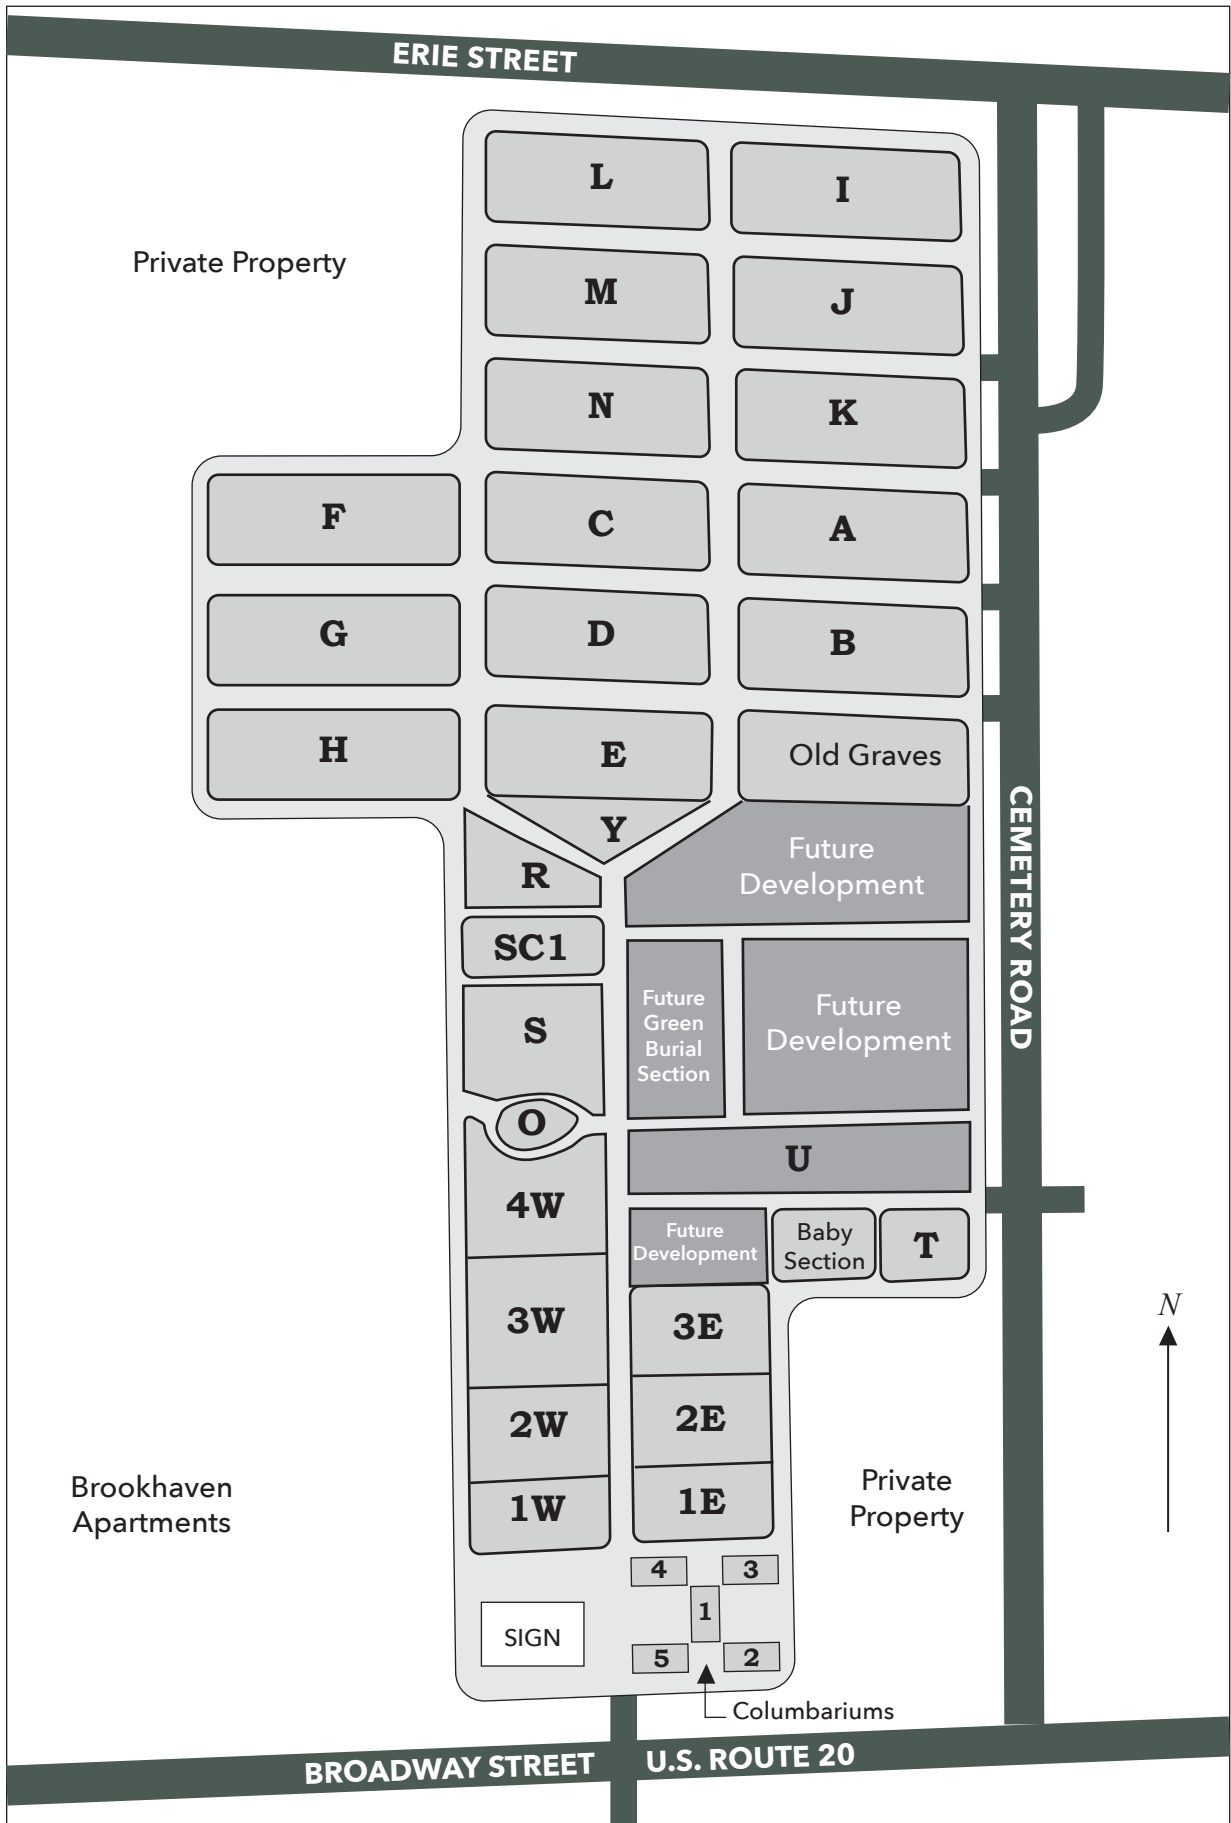 ERIE STREET
L
I
Private Property
M
J
N
K
F
C
A
G
D
B
H
E
Old Graves
Y
Future
Development
R
SC1
CEMETERY ROAD
Future
Green
Burial
Section
Future
Development
S
O
U
4W
Future
Development
Baby
Section
T
3W
3E
N
2W
2E
Brookhaven
Apartments
1W
1E
Private
Property
4
3
1
SIGN
5
2
Columbariums
BROADWAY STREET
U.S. ROUTE 20